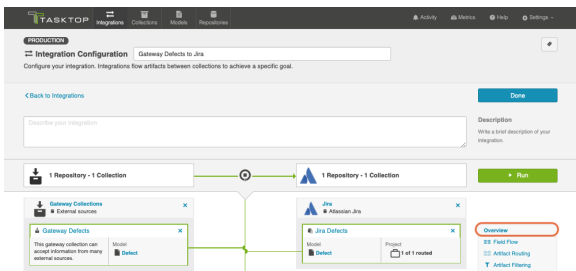 TASKTOP
Integrations
Collections
Models
Repositories
Activity
Metrics
Help
Settings
PRODUCTION
Integration Configuration
Gateway Defects to Jira
Configure your integration. Integrations flow artifacts between collections to achieve a specific goal.
Back to Integrations
Done
Describe your integration
Description
Write a brief description of your
integration.
1 Repository - 1 Collection
1 Repository - 1 Collection
Run
Gateway Collections
External sources
Jira
Atlassian Jira
Gateway Defects
This gateway collection can
accept information from many
external sources.
Model
Defect
Jira Defects
Model
Defect
Project
1 of 1 routed
Overview
Field Flow
Artifact Routing
Artifact Filtering